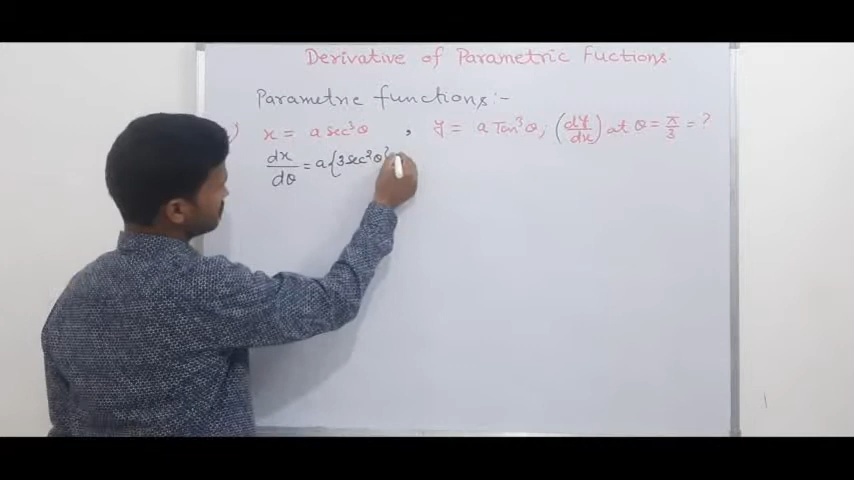 Derivative of Parametric Fuctions.
Parametric functions:-
) x = a sec³θ , y = a Tan³θ, (dy/dx) at θ = π/3 = ?
dx/dθ = a{3sec²θ